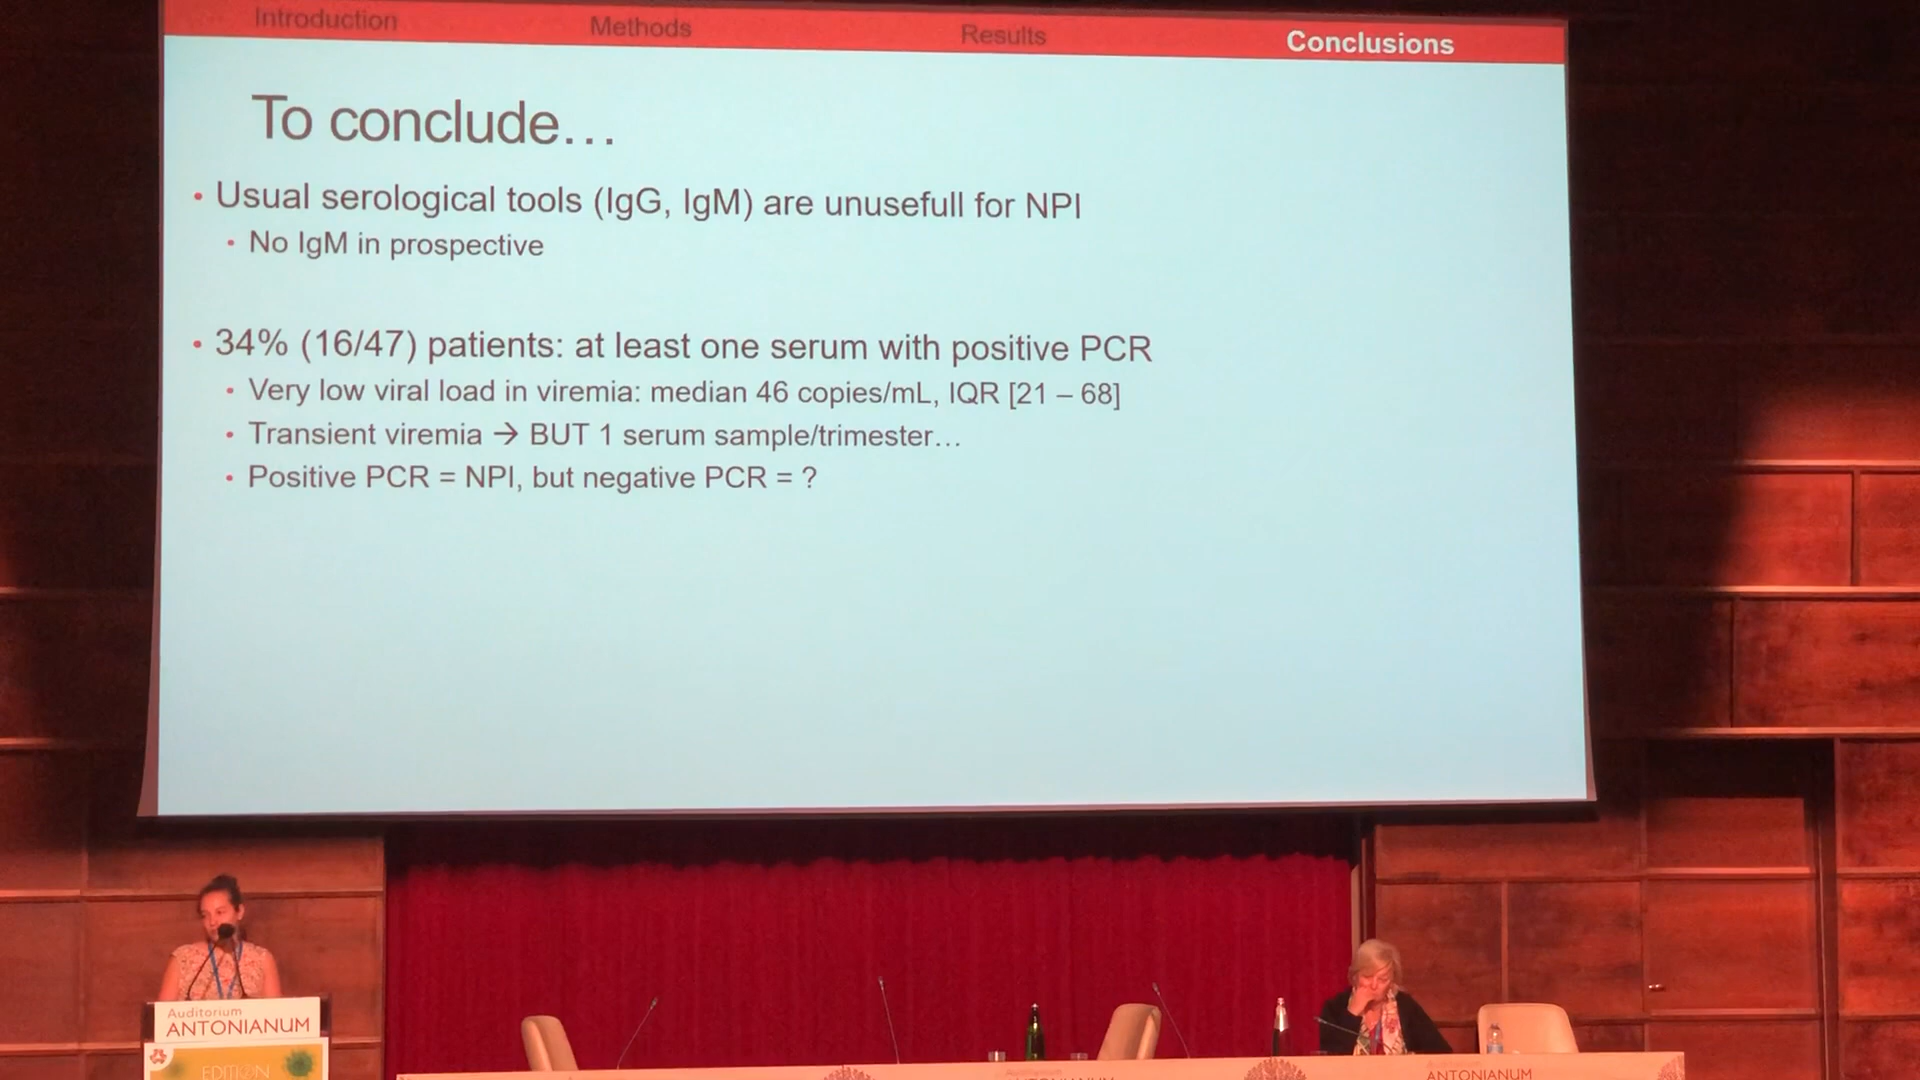 Introduction Methods Results Conclusions
To conclude…
• Usual serological tools (IgG, IgM) are unusefull for NPI
• No IgM in prospective
• 34% (16/47) patients: at least one serum with positive PCR
• Very low viral load in viremia: median 46 copies/mL, IQR [21 – 68]
• Transient viremia → BUT 1 serum sample/trimester…
• Positive PCR = NPI, but negative PCR = ?
Auditorium
ANTONIANUM
EDITION
ANTONIANUM